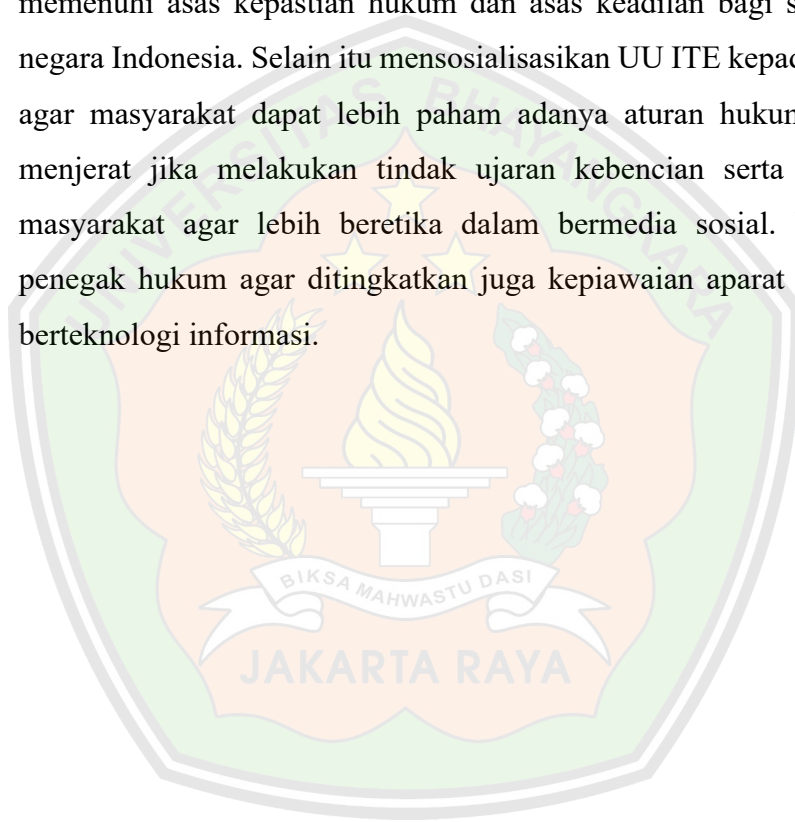 memenuhi asas kepastian hukum dan asas keadilan bagi
negara Indonesia. Selain itu mensosialisasikan UU ITE
agar masyarakat dapat lebih paham adanya aturan
menjerat jika melakukan tindak ujaran kebencian serta
masyarakat agar lebih beretika dalam bermedia sosial.
penegak hukum agar ditingkatkan juga kepiawaian aparat
berteknologi informasi.
UNIVERSITAS BHAYANGKARA
BIKSA MAHWASTU DASI
JAKARTA RAYA